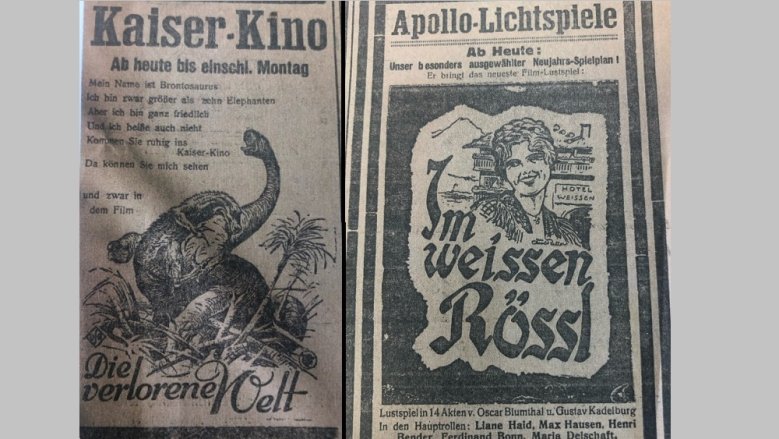 Kaiser-Kino
Ab heute bis einschl. Montag
Mein Name ist Brontosaurus
Ich bin zwar größer als zehn Elephanten
Aber ich bin ganz friedlich
Und ich beiße auch nicht
Kommen Sie ruhig ins
Kaiser-Kino
Da können Sie mich sehen
und zwar in
dem Film
Die
verlorene Welt
Apollo-Lichtspiele
Ab Heute:
Unser besonders ausgewählter Neujahrs-Spielplan!
Er bringt das neueste Film-Lustspiel:
HOTEL
WEISSEN
Im
weissen
Rössl
Lustspiel in 14 Akten v. Oscar Blumthal u. Gustav Kadelburg
In den Hauptrollen: Liane Haid, Max Hausen, Henri
Bender, Ferdinand Bonn, Maria Delschaft,